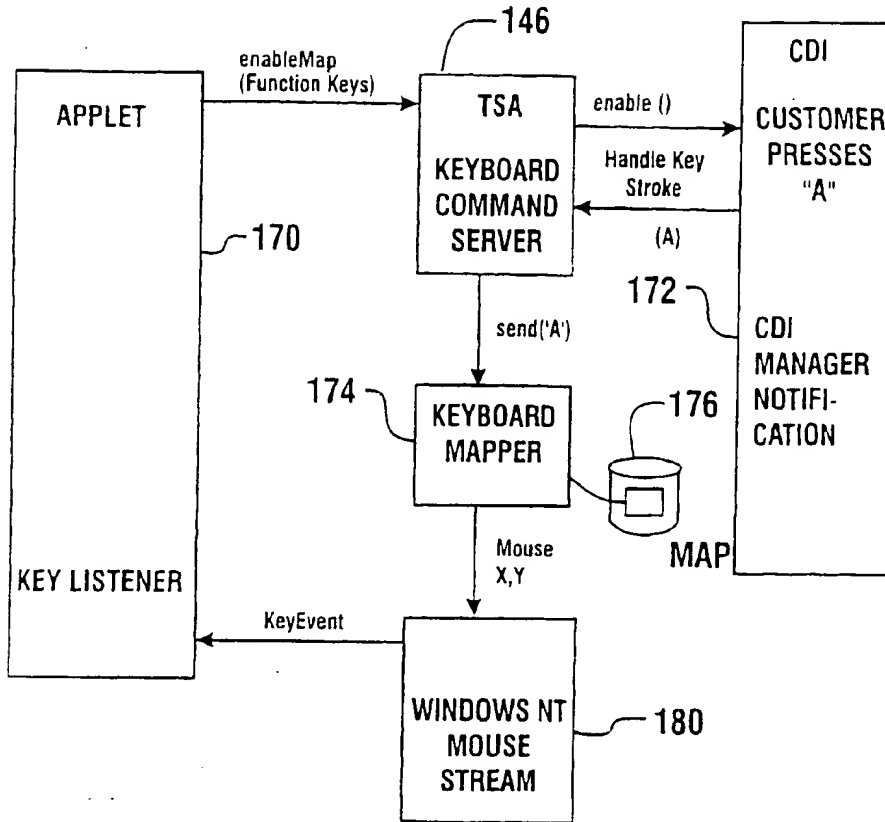 146
enableMap
(Function Keys)
APPLET
TSA
KEYBOARD
COMMAND
SERVER
enable ()
Handle Key
Stroke
(A)
CDI
CUSTOMER
PRESSES
"A"
170
172
CDI
MANAGER
NOTIFI-
CATION
send('A')
174
KEYBOARD
MAPPER
176
MAP
Mouse
X,Y
KEY LISTENER
KeyEvent
WINDOWS NT
MOUSE
STREAM
180